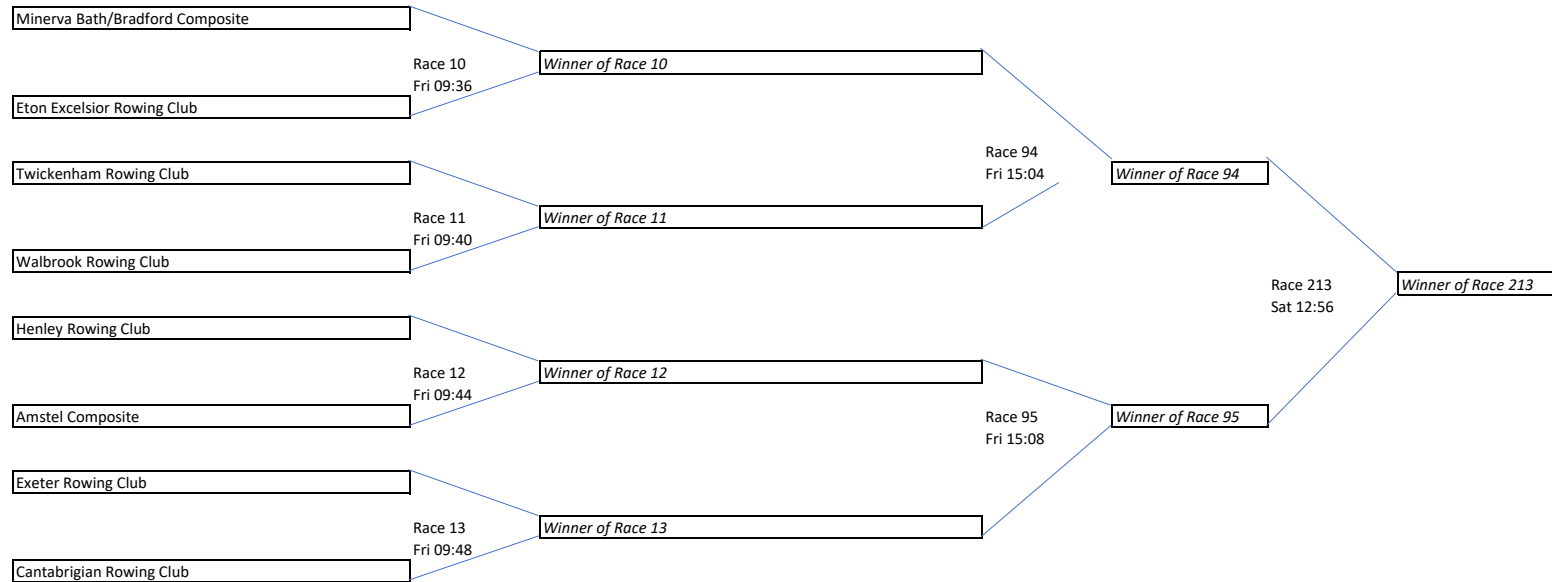 Minerva Bath/Bradford Composite
Race 10
Fri 09:36
Winner of Race 10
Eton Excelsior Rowing Club
Twickenham Rowing Club
Race 11
Fri 09:40
Winner of Race 11
Walbrook Rowing Club
Race 94
Fri 15:04
Winner of Race 94
Henley Rowing Club
Race 12
Fri 09:44
Winner of Race 12
Amstel Composite
Exeter Rowing Club
Race 13
Fri 09:48
Winner of Race 13
Cantabrigian Rowing Club
Race 95
Fri 15:08
Winner of Race 95
Race 213
Sat 12:56
Winner of Race 213